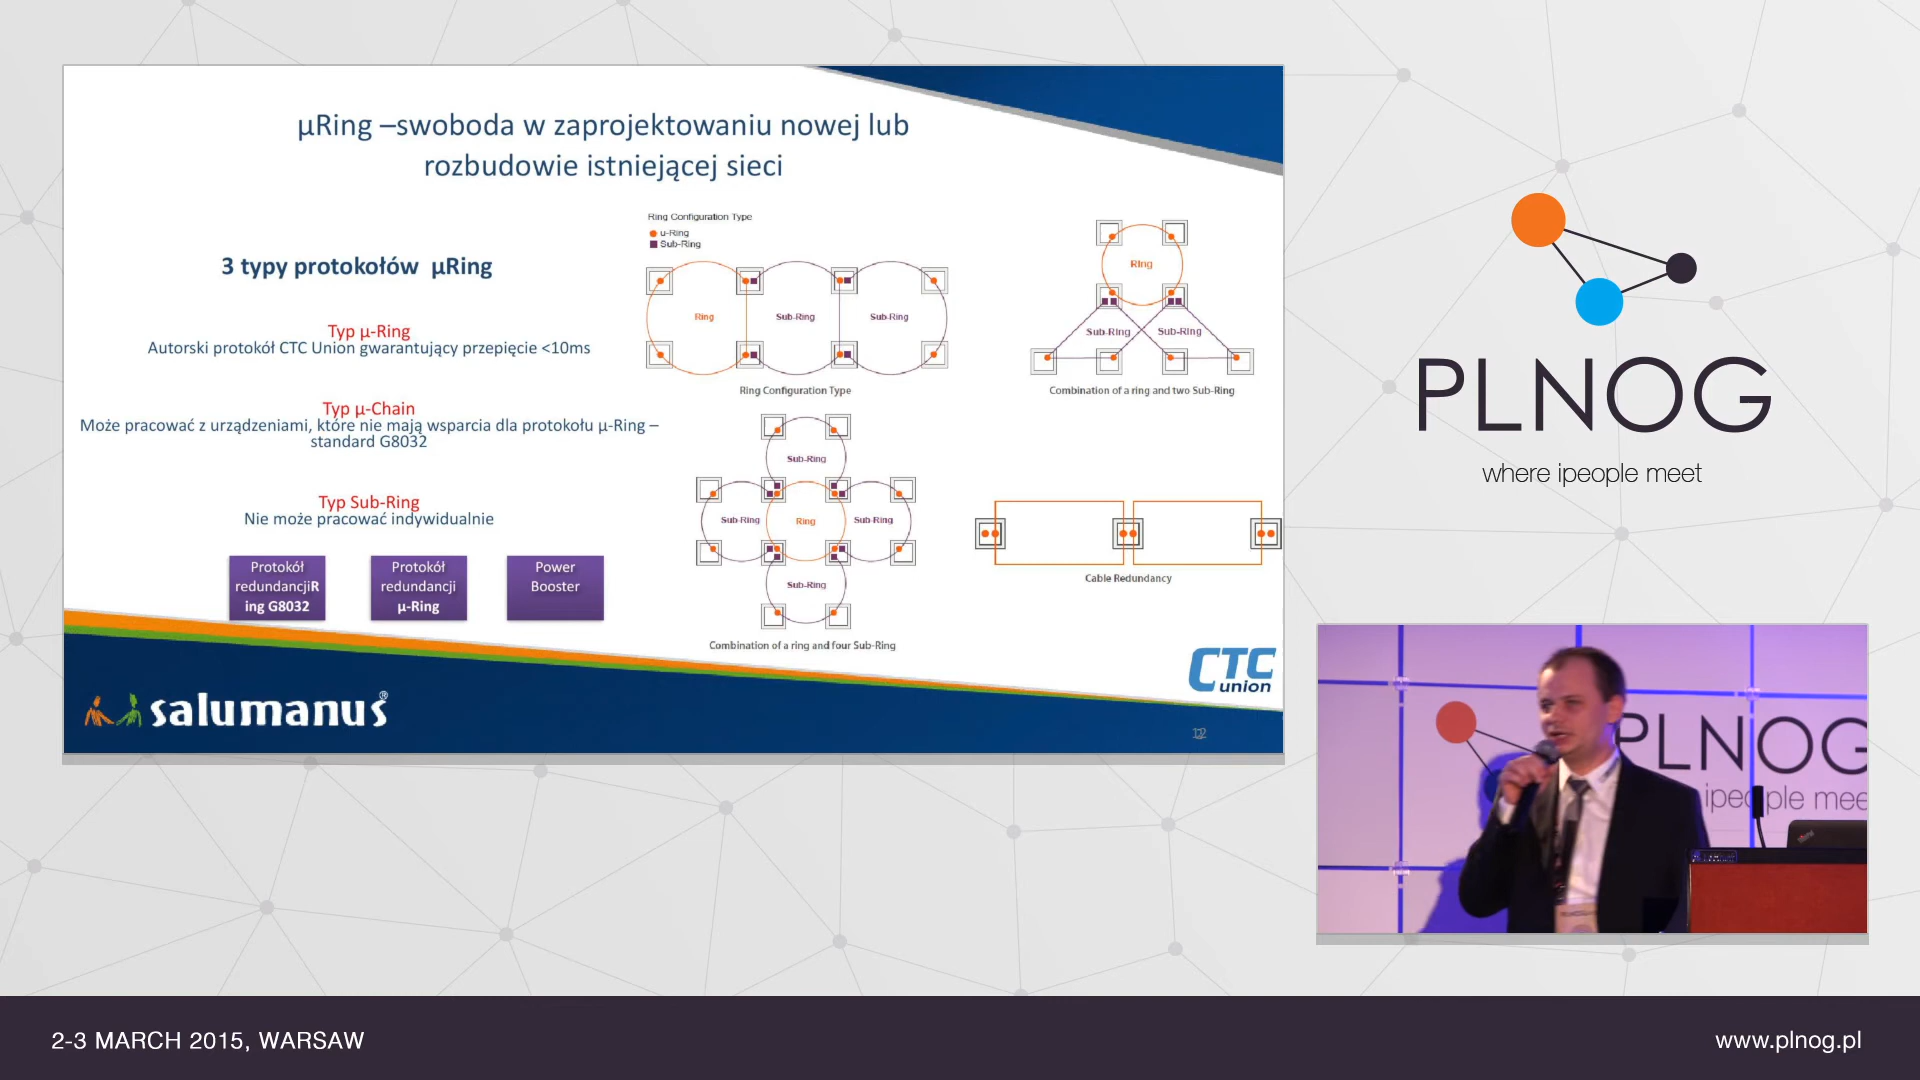 μRing –swoboda w zaprojektowaniu nowej lub
rozbudowie istniejącej sieci
3 typy protokołów μRing
Typ μ-Ring
Autorski protokół CTC Union gwarantujący przepięcie <10ms
Typ μ-Chain
Może pracować z urządzeniami, które nie mają wsparcia dla protokołu μ-Ring –
standard G8032
Typ Sub-Ring
Nie może pracować indywidualnie
Protokół
redundancjiR
ing G8032
Protokół
redundancji
μ-Ring
Power
Booster
Ring Configuration Type
u-Ring
Sub-Ring
Ring
Sub-Ring
Sub-Ring
Ring Configuration Type
Ring
Sub-Ring
Sub-Ring
Combination of a ring and two Sub-Ring
Sub-Ring
Sub-Ring
Ring
Sub-Ring
Sub-Ring
Combination of a ring and four Sub-Ring
Cable Redundancy
CTC
union
salumanus®
PLNOG
where ipeople meet
PLNOG
ipeople mee
2-3 MARCH 2015, WARSAW
www.plnog.pl